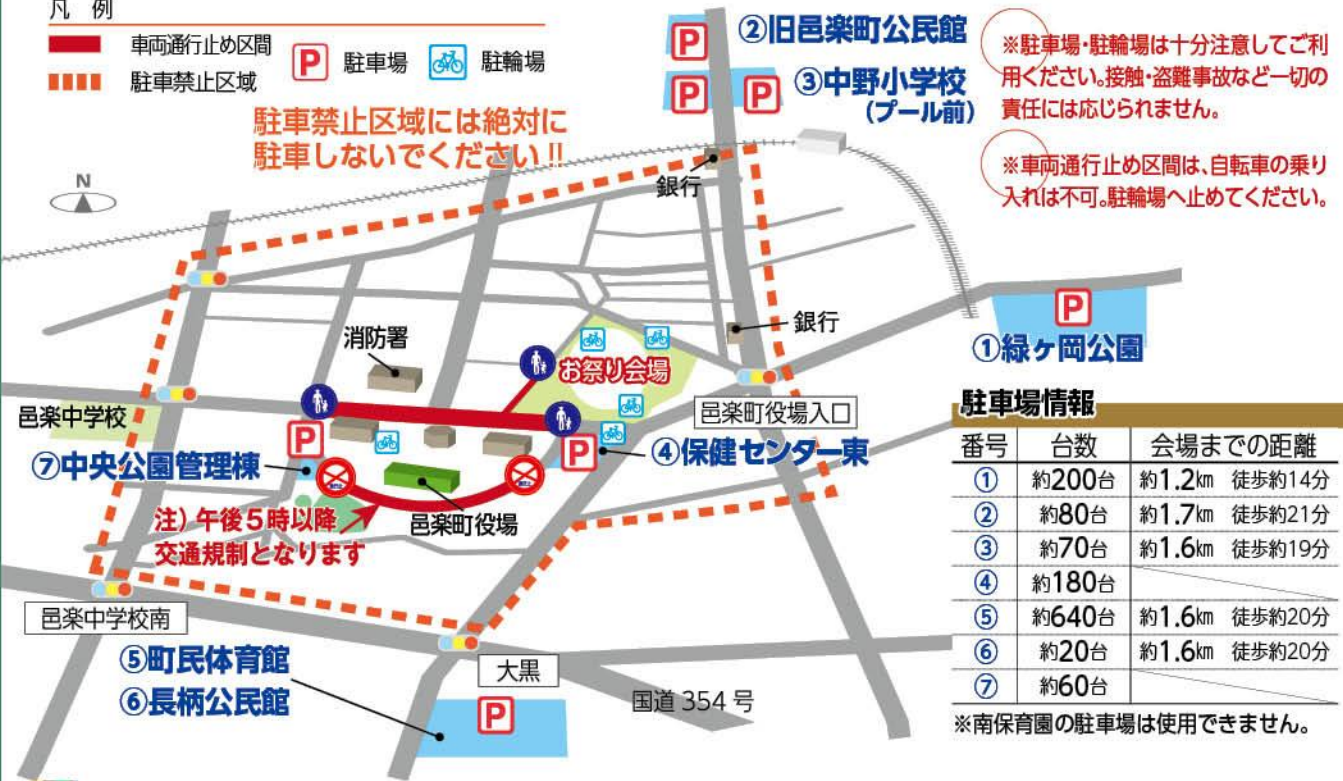 凡 例
車両通行止め区間
P 駐車場
駐輪場
駐車禁止区域
駐車禁止区域には絶対に
駐車しないでください!!
N
P
②旧邑楽町公民館
P P
③中野小学校
(プール前)
※駐車場・駐輪場は十分注意してご利
用ください。接触・盗難事故など一切の
責任には応じられません。
※車両通行止め区間は、自転車の乗り
入れは不可。駐輪場へ止めてください。
銀行
銀行
P
①緑ヶ岡公園
消防署
お祭り会場
邑楽町役場入口
邑楽中学校
P
⑦中央公園管理棟
P
④保健センター東
邑楽町役場
注)午後5時以降
交通規制となります
邑楽中学校南
⑤町民体育館
⑥長柄公民館
大黒
P
国道354号
駐車場情報
番号 台数 会場までの距離
① 約200台 約1.2km 徒歩約14分
② 約80台 約1.7km 徒歩約21分
③ 約70台 約1.6km 徒歩約19分
④ 約180台
⑤ 約640台 約1.6km 徒歩約20分
⑥ 約20台 約1.6km 徒歩約20分
⑦ 約60台
※南保育園の駐車場は使用できません。